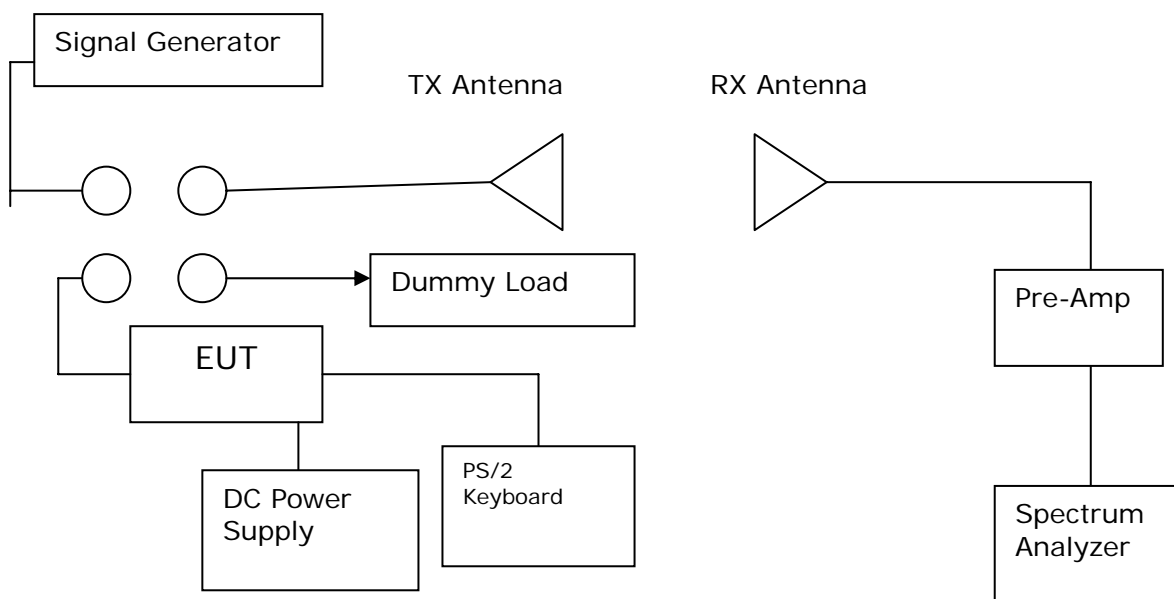 Signal Generator
TX Antenna
RX Antenna
Dummy Load
Pre-Amp
EUT
PS/2
Keyboard
DC Power
Supply
Spectrum
Analyzer